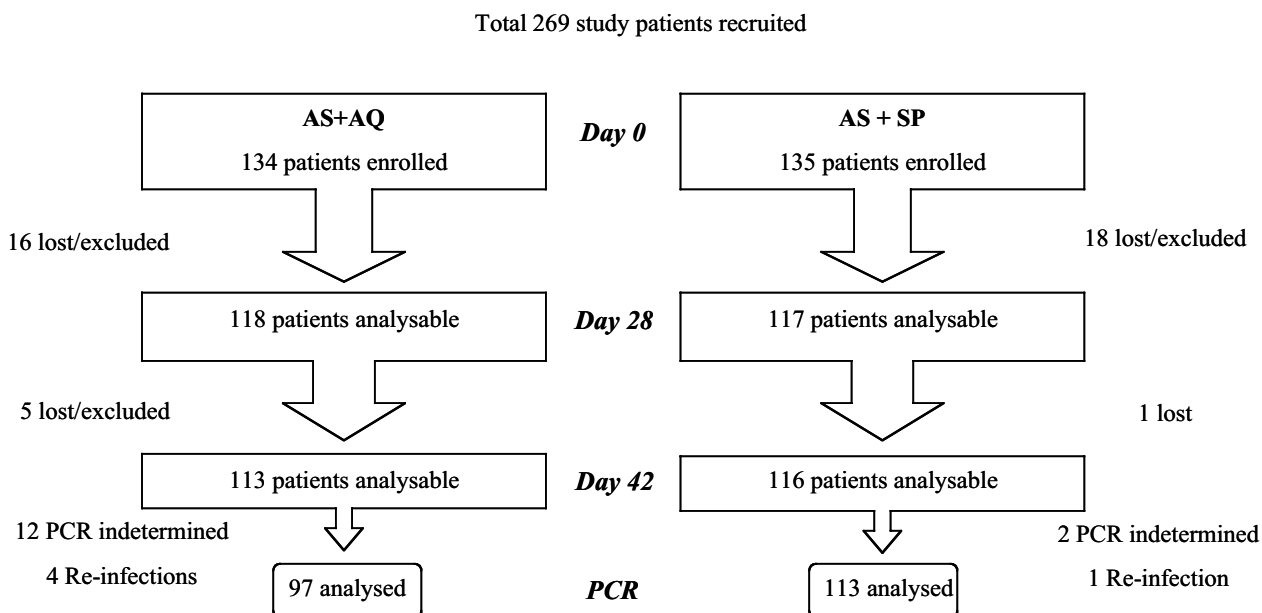 Total 269 study patients recruited
AS+AQ
134 patients enrolled
Day 0
AS + SP
135 patients enrolled
16 lost/excluded
18 lost/excluded
118 patients analysable
Day 28
117 patients analysable
5 lost/excluded
1 lost
113 patients analysable
Day 42
116 patients analysable
12 PCR indetermined
2 PCR indetermined
4 Re-infections
1 Re-infection
97 analysed
PCR
113 analysed